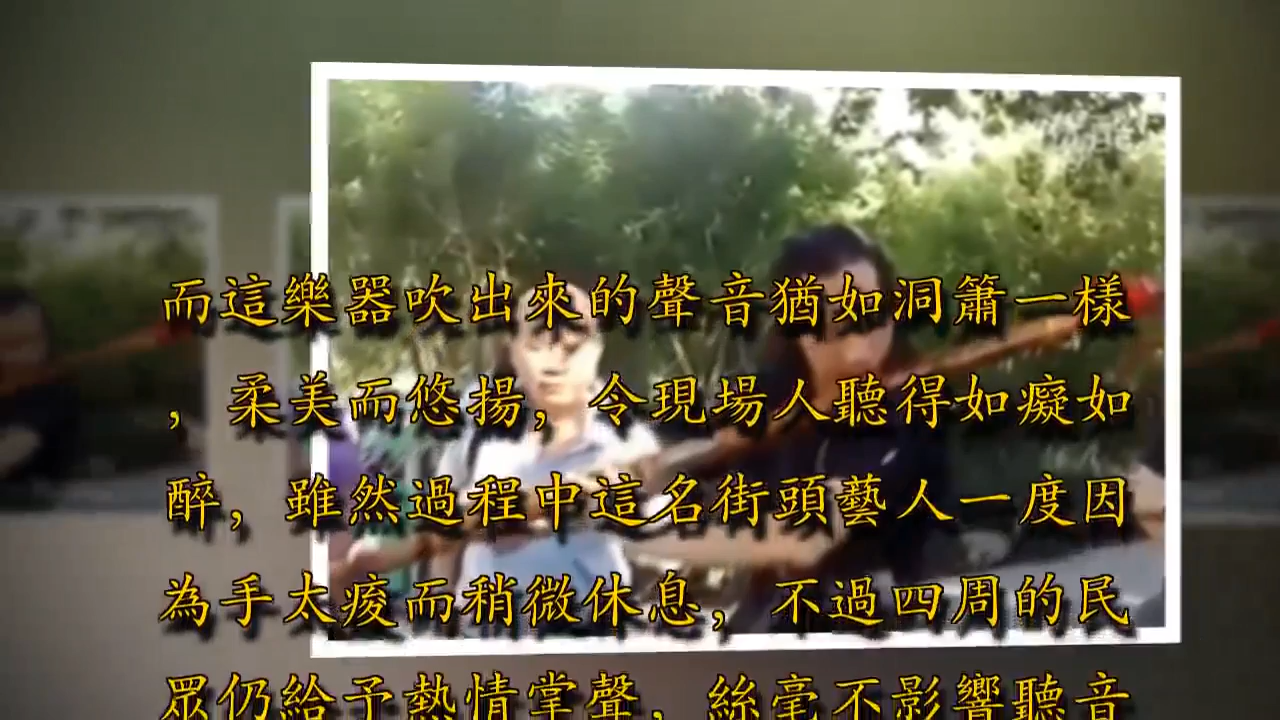 而這樂器吹出來的聲音猶如洞簫一樣
，柔美而悠揚，令現場人聽得如癡如
醉，雖然過程中這名街頭藝人一度因
為手太痠而稍微休息，不過四周的民
眾仍給予熱情掌聲，絲毫不影響聽音